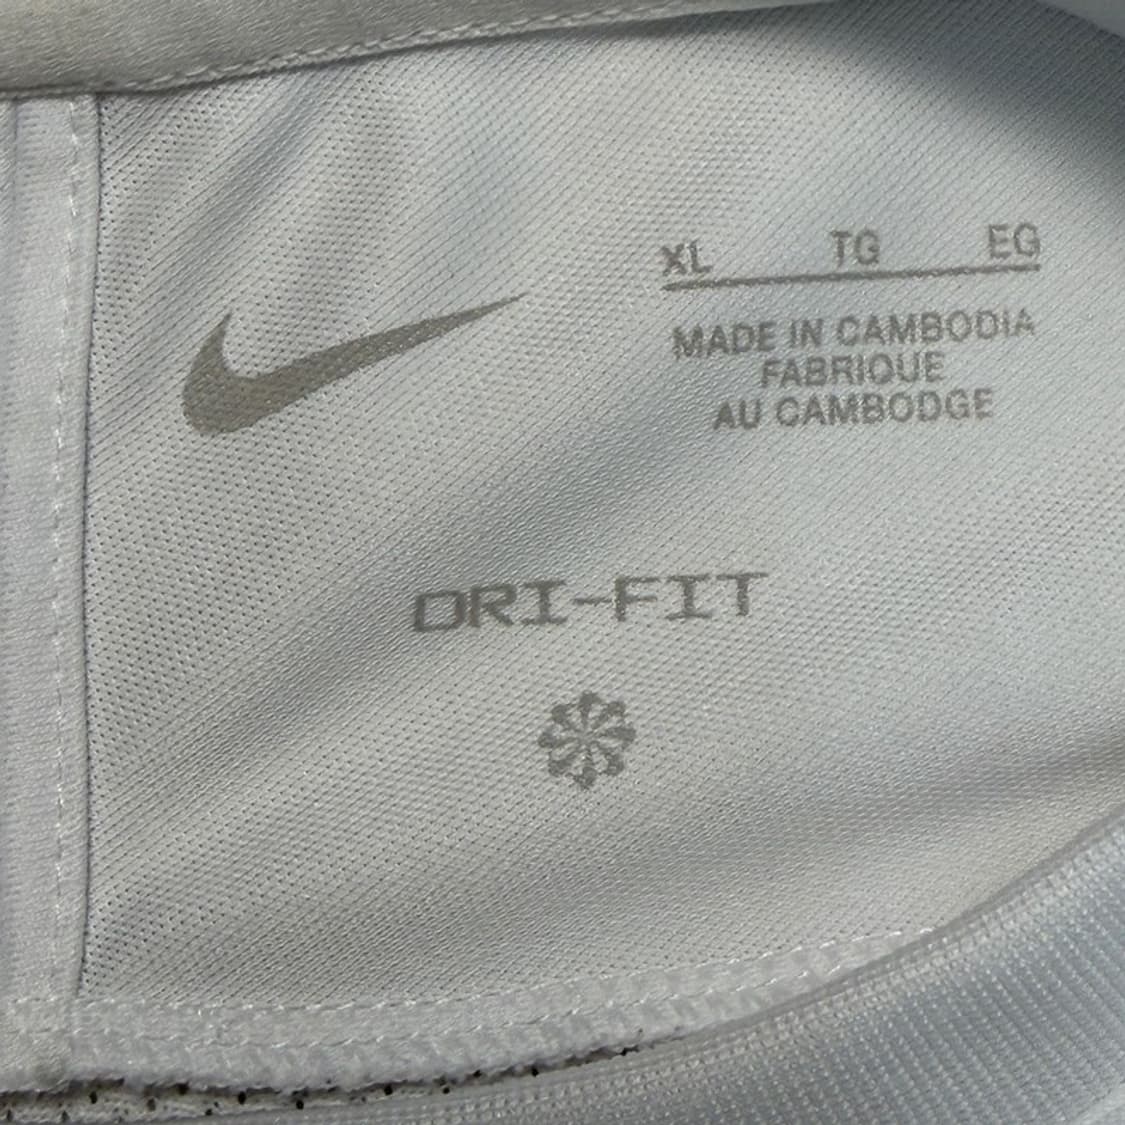 XL TG EG
MADE IN CAMBODIA
FABRIQUE
AU CAMBODGE
DRI-FIT